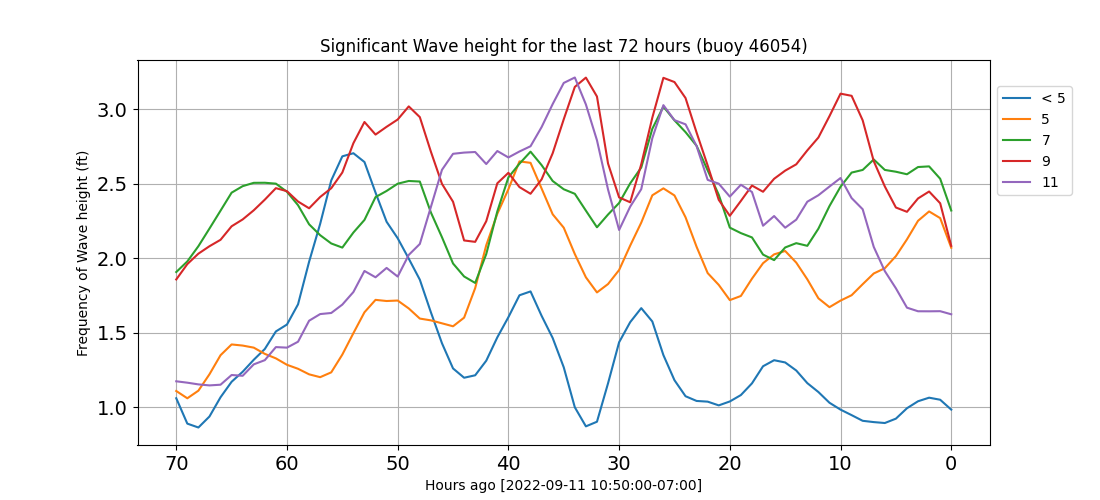 Significant Wave height for the last 72 hours (buoy 46054)
Frequency of Wave height (ft)
3.0
2.5
2.0
1.5
1.0
70 60 50 40 30 20 10 0
Hours ago [2022-09-11 10:50:00-07:00]
< 5
5
7
9
11